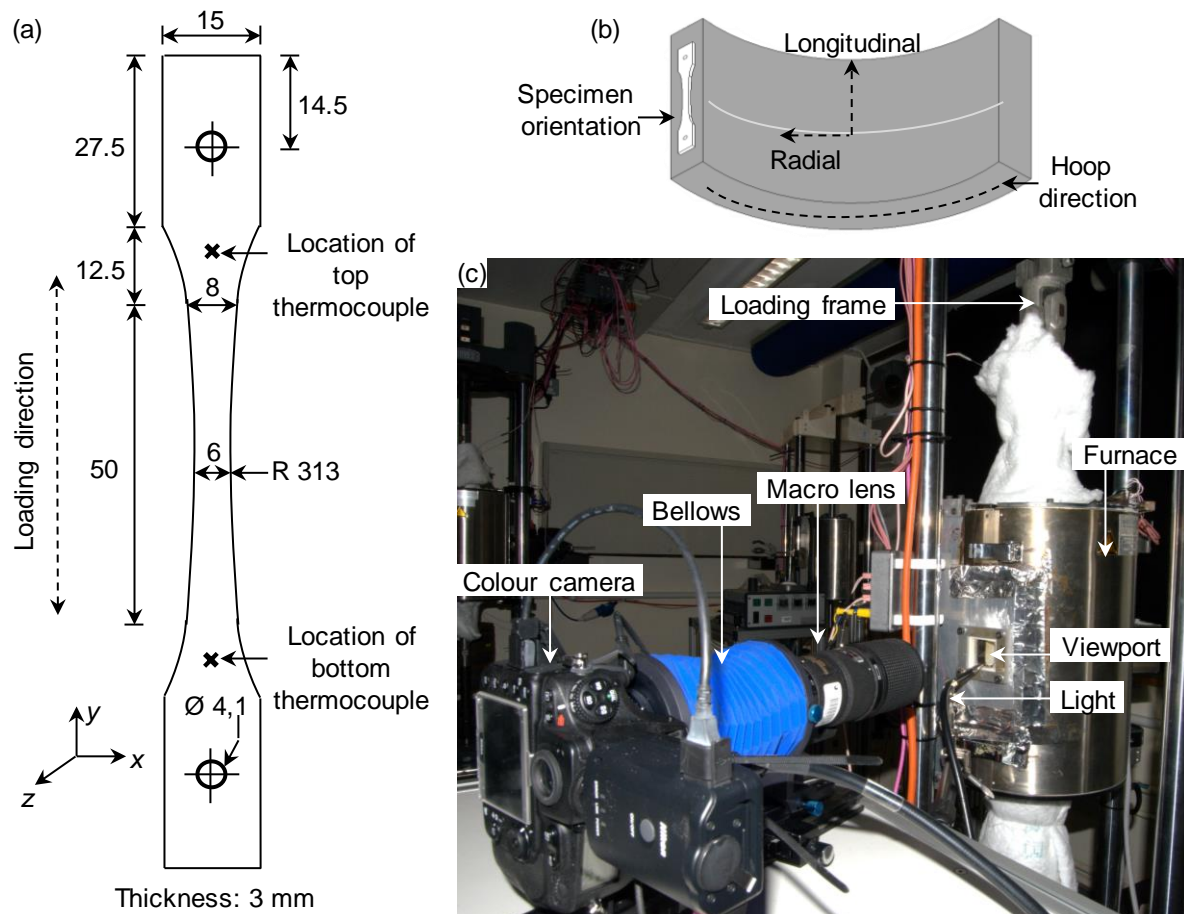 (a)
15
14.5
27.5
Location of
top
thermocouple
12.5
8
Loading direction
50
6
R 313
Location of
bottom
thermocouple
Ø 4,1
y
x
z
Thickness: 3 mm
(b)
Longitudinal
Specimen
orientation
Radial
Hoop
direction
(c)
Loading frame
Furnace
Macro lens
Bellows
Colour camera
Viewport
Light